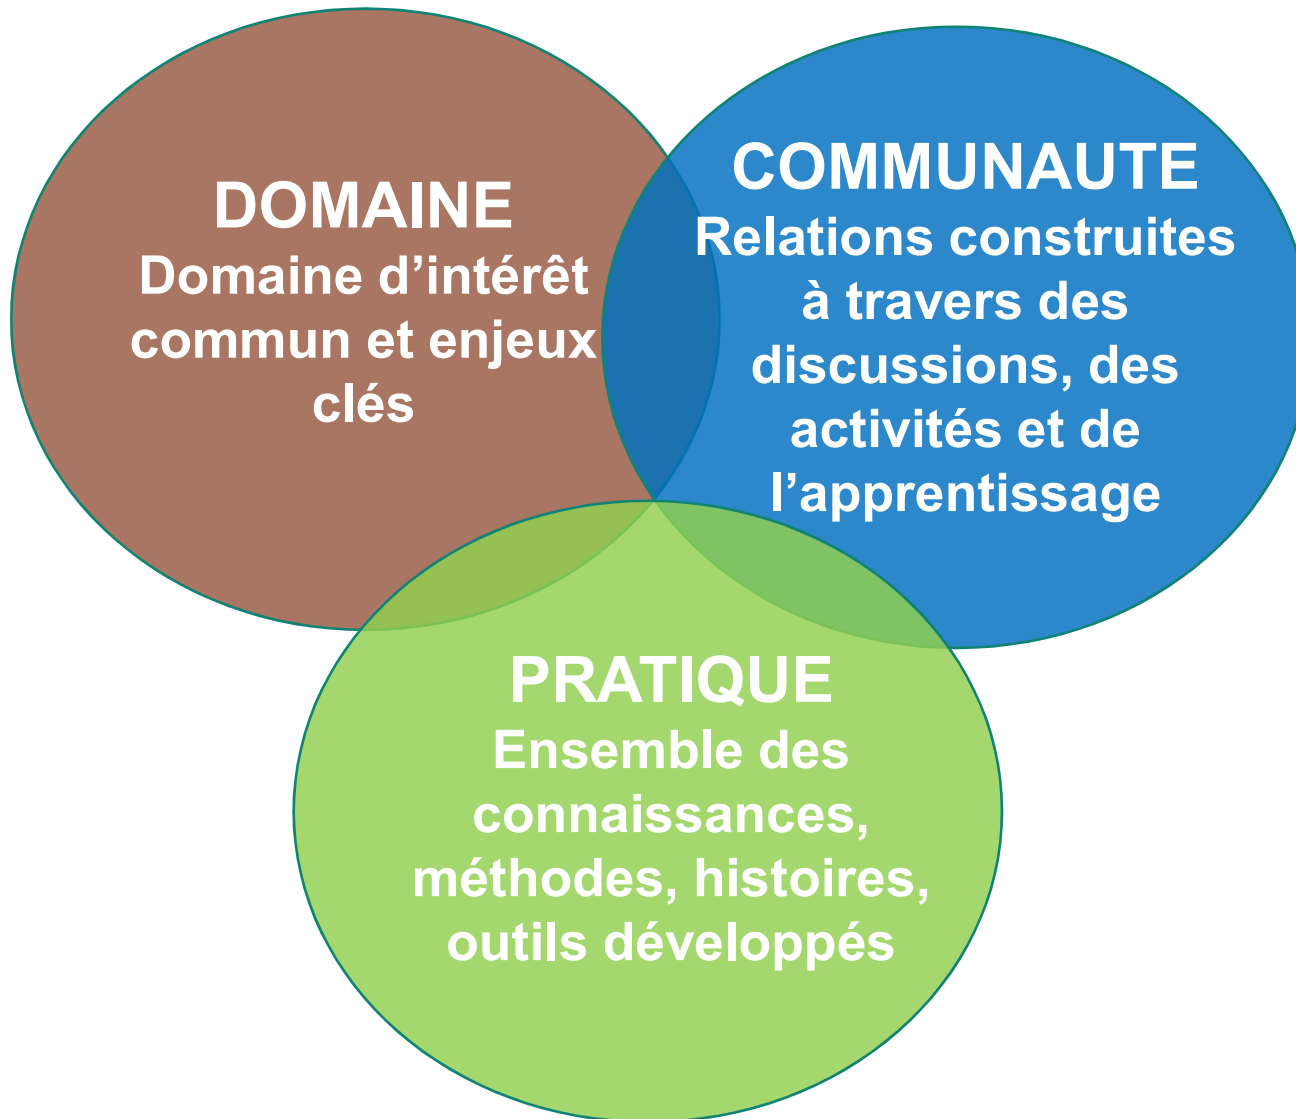 DOMAINE
Domaine d’intérêt
commun et enjeux
clés
COMMUNAUTE
Relations construites
à travers des
discussions, des
activités et de
l’apprentissage
PRATIQUE
Ensemble des
connaissances,
méthodes, histoires,
outils développés